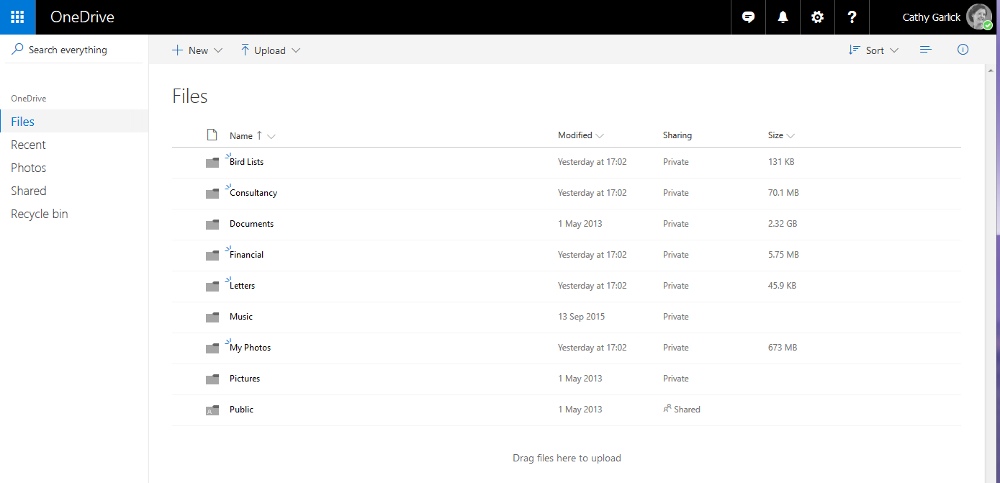 OneDrive
Cathy Garlick
Search everything
New
Upload
Sort
OneDrive
Files
Recent
Photos
Shared
Recycle bin
Files
Name Modified Sharing Size
Bird Lists Yesterday at 17:02 Private 131 KB
Consultancy Yesterday at 17:02 Private 70.1 MB
Documents 1 May 2013 Private 2.32 GB
Financial Yesterday at 17:02 Private 5.75 MB
Letters Yesterday at 17:02 Private 45.9 KB
Music 13 Sep 2015 Private
My Photos Yesterday at 17:02 Private 673 MB
Pictures 1 May 2013 Private
Public 1 May 2013 Shared
Drag files here to upload